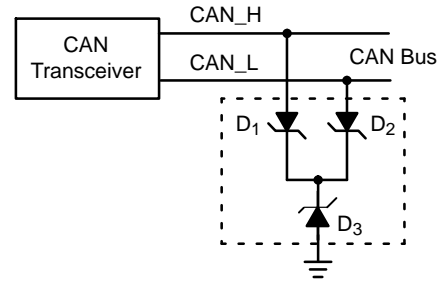 CAN_H
CAN
Transceiver
CAN_L
CAN Bus
D1
D2
D3